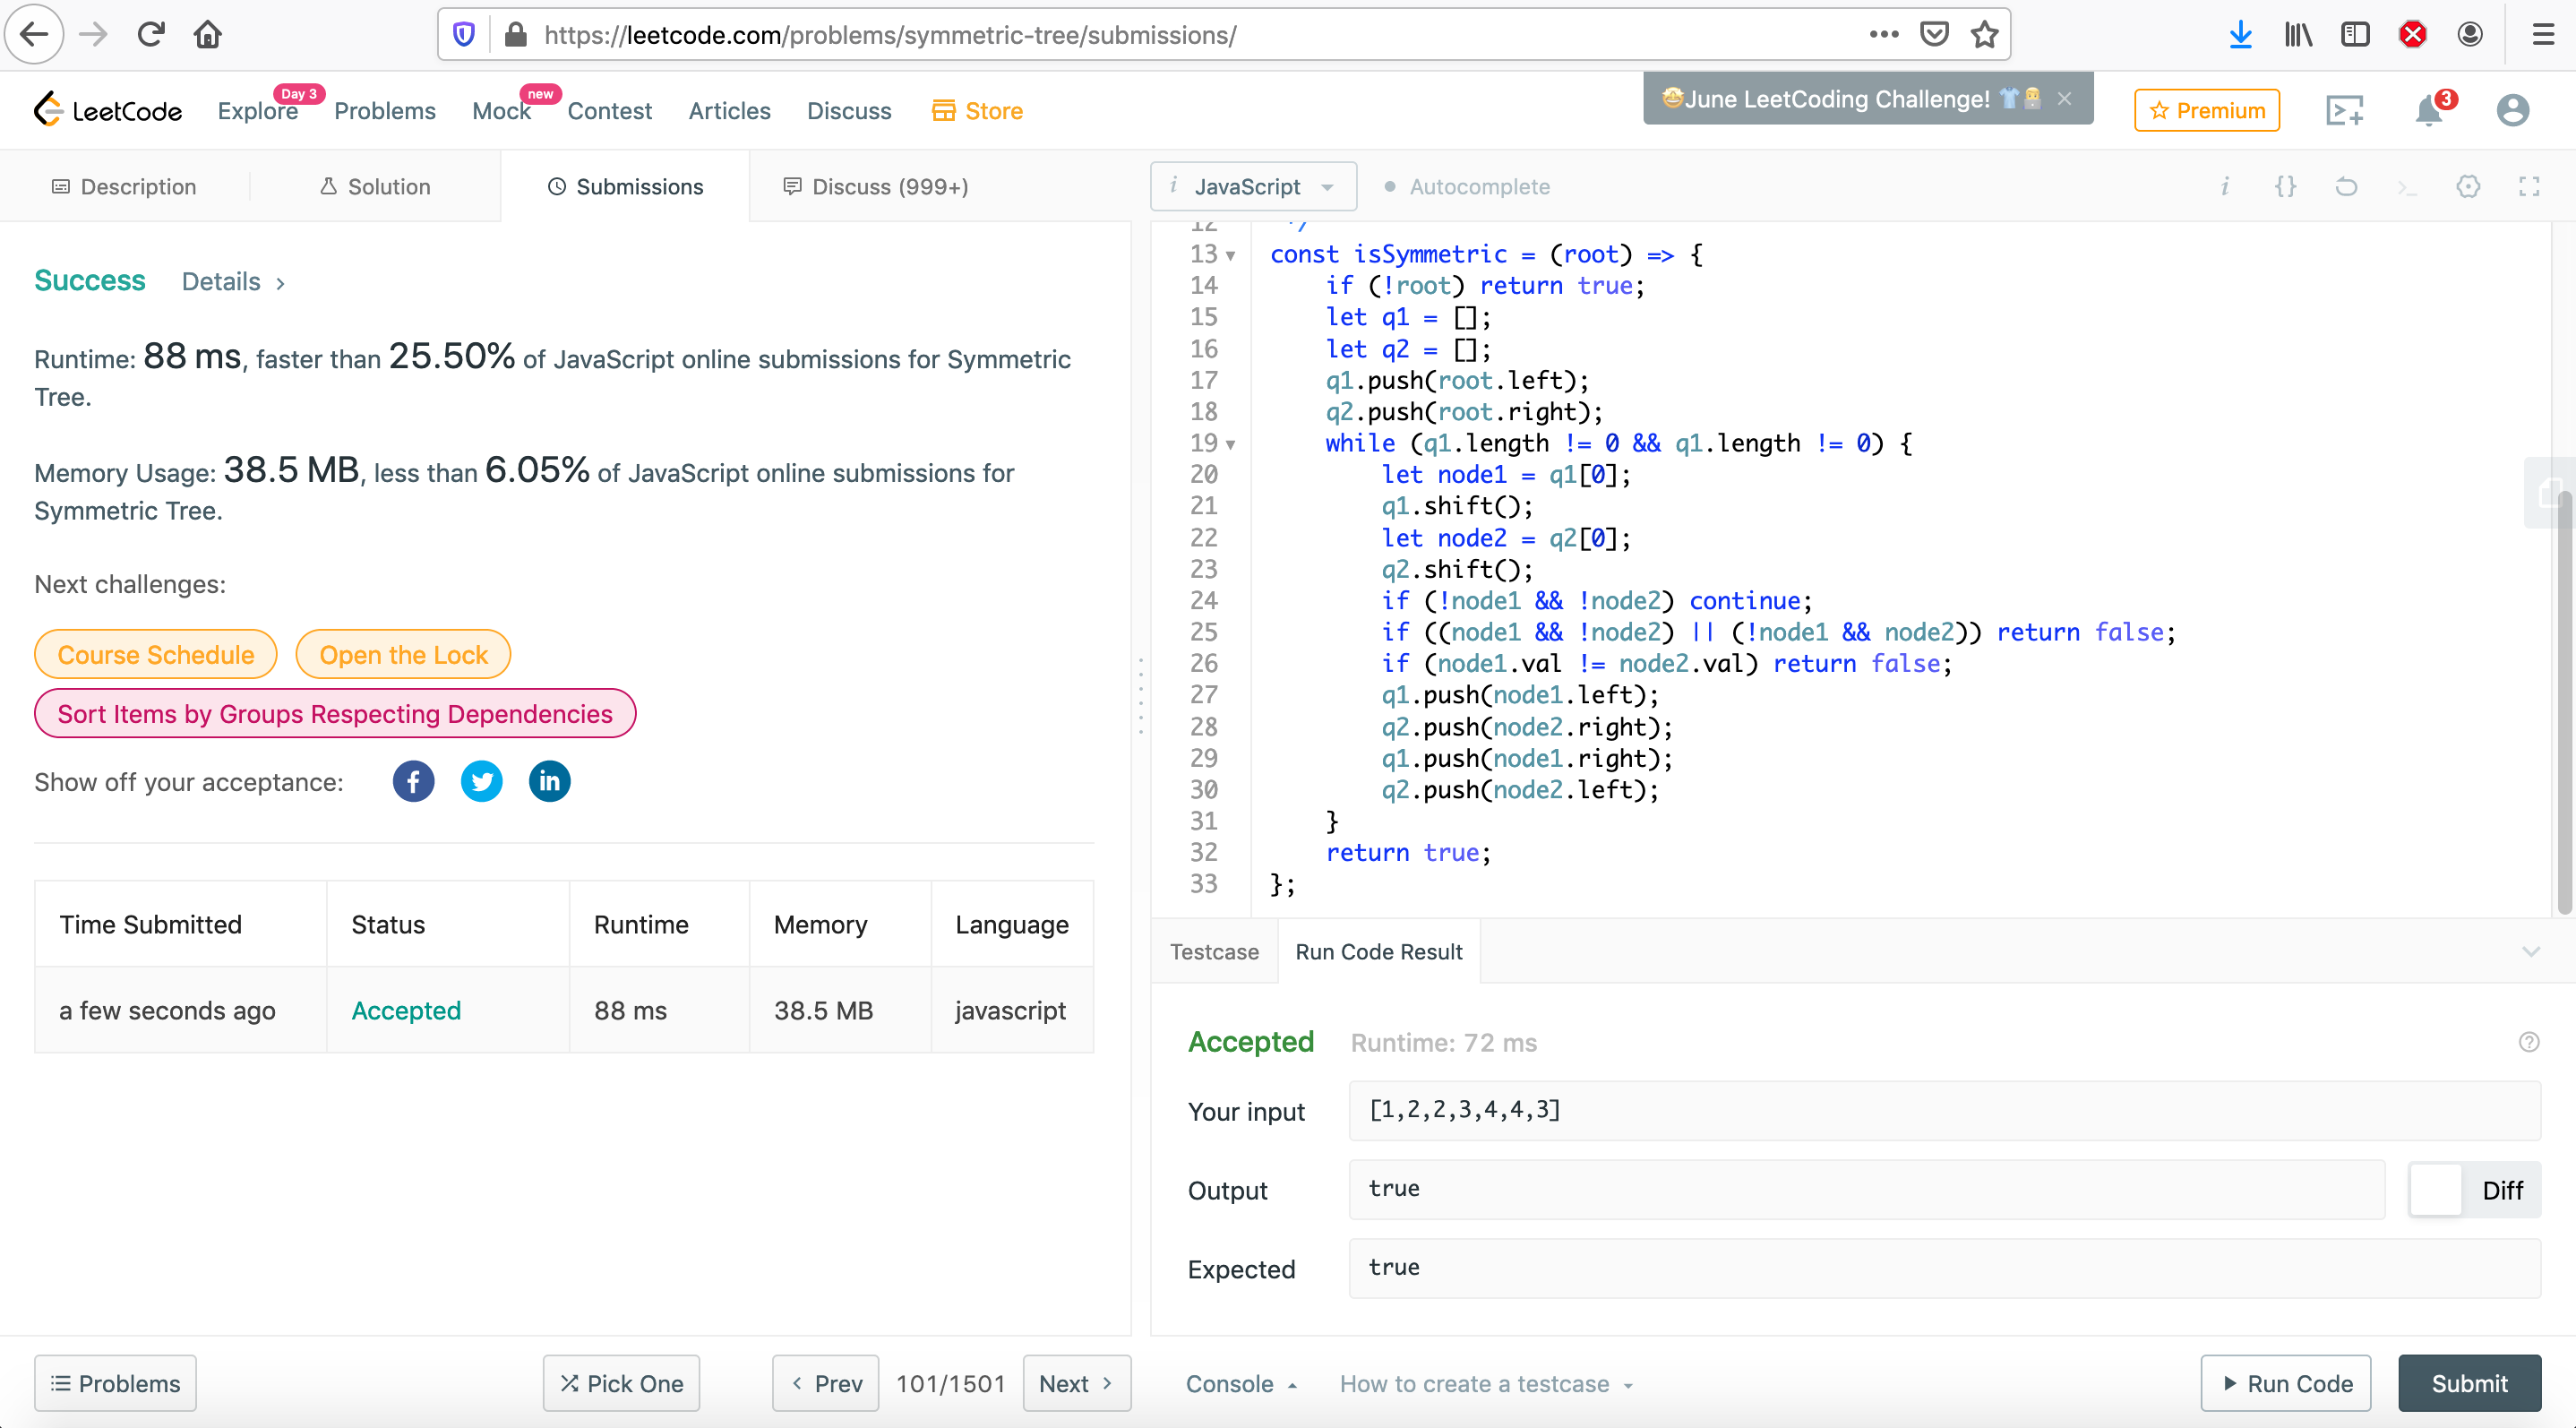 https://leetcode.com/problems/symmetric-tree/submissions/
LeetCode
Explore
Day 3
Problems
Mock
new
Contest
Articles
Discuss
Store
🤩June LeetCoding Challenge!
Premium
3
Description
Solution
Submissions
Discuss (999+)
Success
Details
Runtime: 88 ms, faster than 25.50% of JavaScript online submissions for Symmetric
Tree.
Memory Usage: 38.5 MB, less than 6.05% of JavaScript online submissions for
Symmetric Tree.
Next challenges:
Course Schedule
Open the Lock
Sort Items by Groups Respecting Dependencies
Show off your acceptance:
Time Submitted Status Runtime Memory Language
a few seconds ago Accepted 88 ms 38.5 MB javascript
JavaScript
Autocomplete
12 */
13 const isSymmetric = (root) => {
14 if (!root) return true;
15 let q1 = [];
16 let q2 = [];
17 q1.push(root.left);
18 q2.push(root.right);
19 while (q1.length != 0 && q1.length != 0) {
20 let node1 = q1[0];
21 q1.shift();
22 let node2 = q2[0];
23 q2.shift();
24 if (!node1 && !node2) continue;
25 if ((node1 && !node2) || (!node1 && node2)) return false;
26 if (node1.val != node2.val) return false;
27 q1.push(node1.left);
28 q2.push(node2.right);
29 q1.push(node1.right);
30 q2.push(node2.left);
31 }
32 return true;
33 };
Testcase
Run Code Result
Accepted
Runtime: 72 ms
Your input
[1,2,2,3,4,4,3]
Output
true
Diff
Expected
true
Problems
Pick One
Prev
101/1501
Next
Console
How to create a testcase
Run Code
Submit